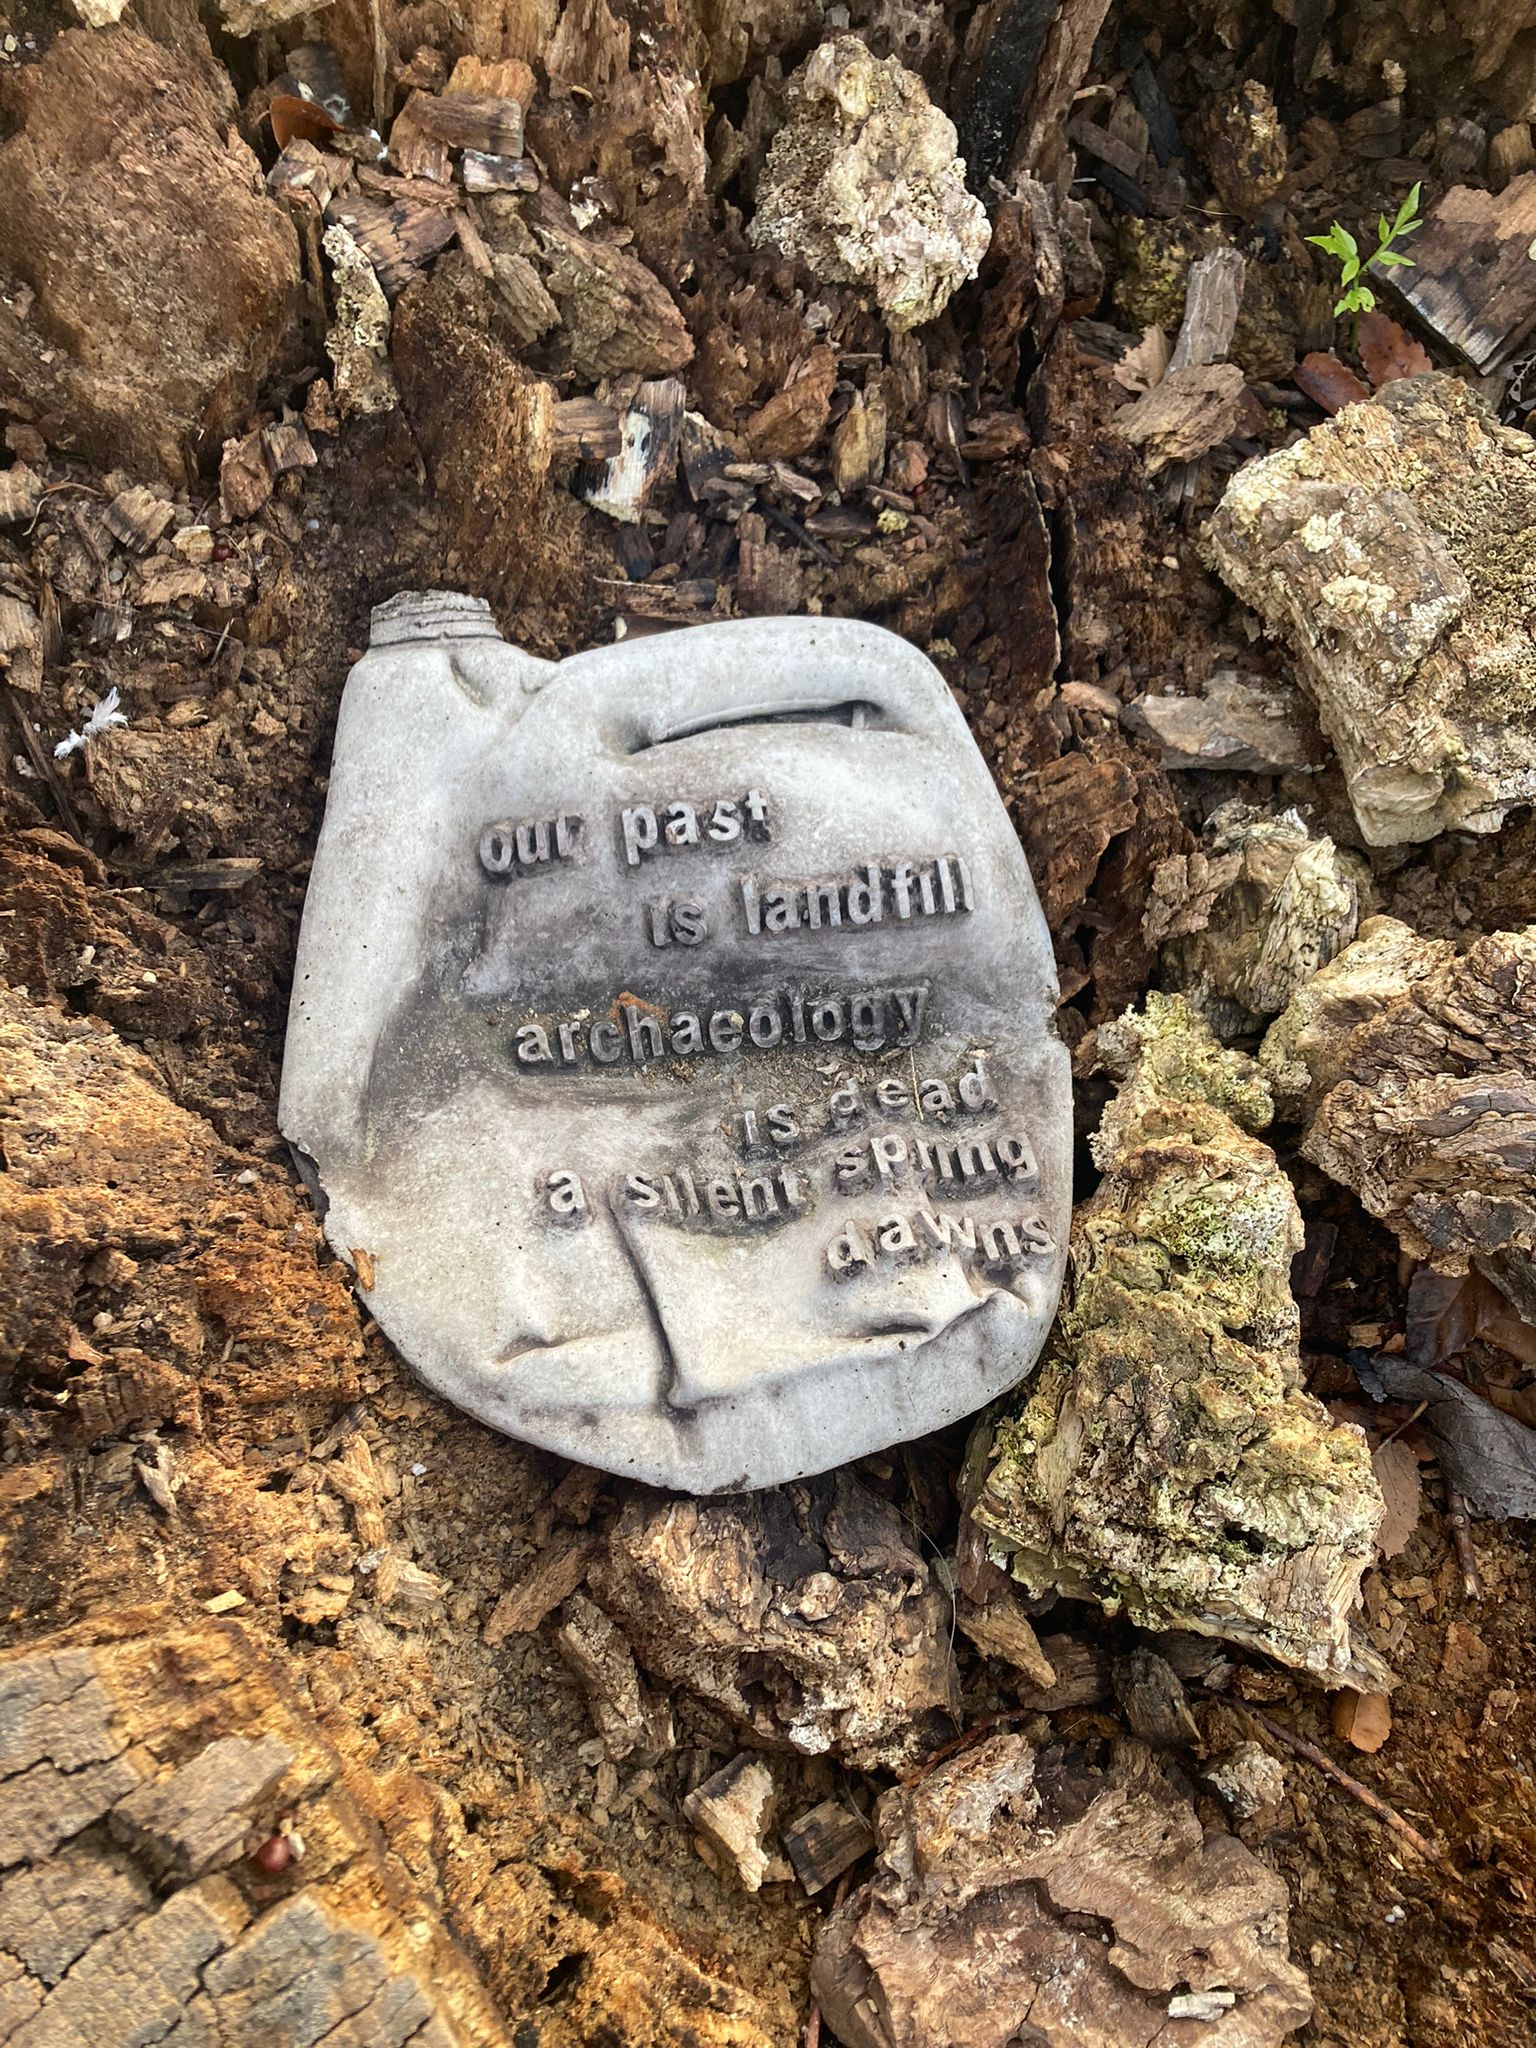 our past
is landfill
archaeology
is dead
a silent spring
dawns